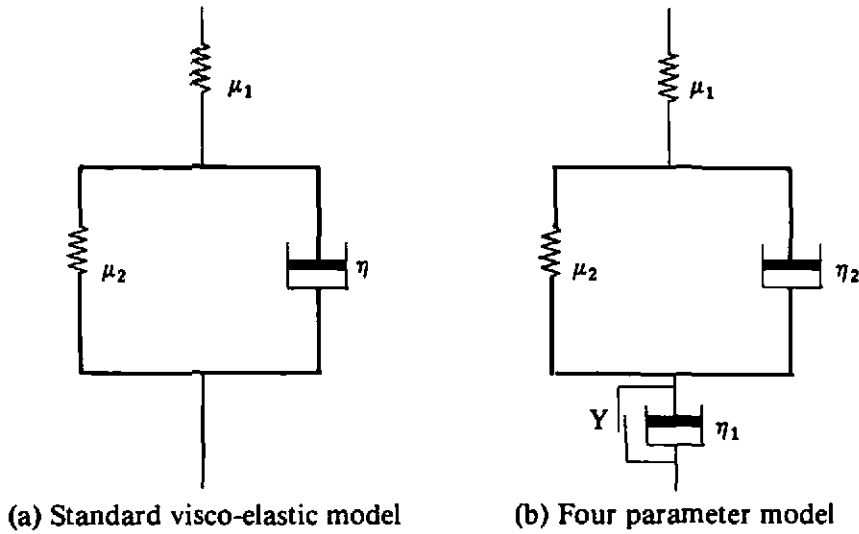 μ₁
μ₁
μ₂
η
μ₂
η₂
Y
η₁
(a) Standard visco-elastic model
(b) Four parameter model